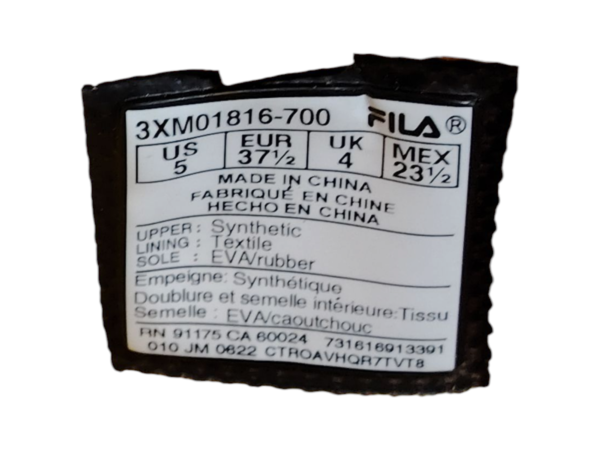 3XM01816-700 FILA®
US EUR UK MEX
5 37½ 4 23½
MADE IN CHINA
FABRIQUÉ EN CHINE
HECHO EN CHINA
UPPER : Synthetic
LINING : Textile
SOLE : EVA/rubber
Empeigne: Synthétique
Doublure et semelle intérieure:Tissu
Semelle : EVA/caoutchouc
RN 91175 CA 60024 731616913391
010 JM 0622 CTROAVHQR7TVT8